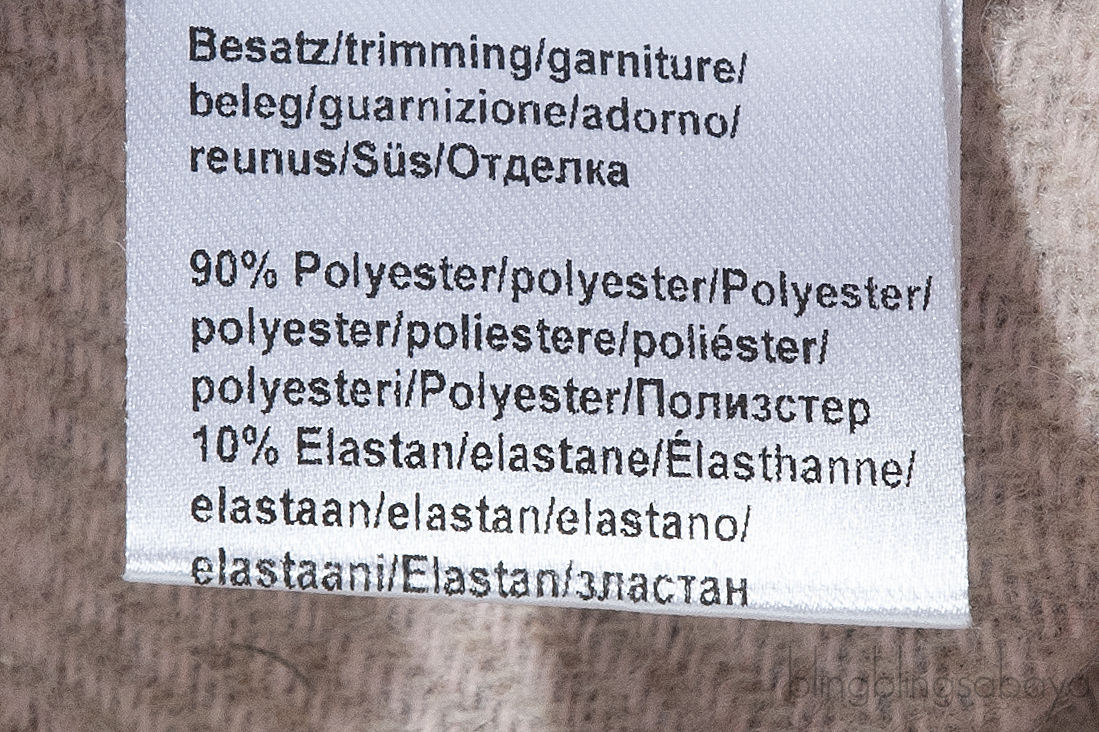 Besatz/trimming/garniture/
beleg/guarnizione/adorno/
reunus/Süs/Отделка
90% Polyester/polyester/Polyester/
polyester/poliestere/poliéster/
polyesteri/Polyester/Полизстер
10% Elastan/elastane/Élasthanne/
elastaan/elastan/elastano/
elastaani/Elastan/зластан
blingblingsabaya